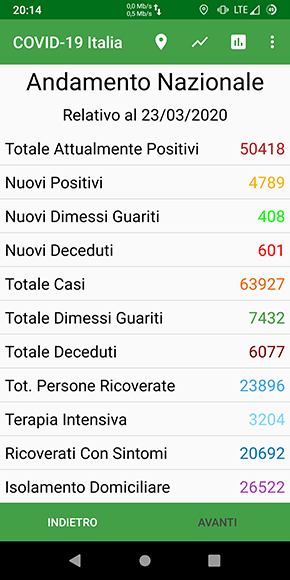 20:14
0,0 Mb/s
0,5 Mb/s
LTE
COVID-19 Italia
Andamento Nazionale
Relativo al 23/03/2020
Totale Attualmente Positivi 50418
Nuovi Positivi 4789
Nuovi Dimessi Guariti 408
Nuovi Deceduti 601
Totale Casi 63927
Totale Dimessi Guariti 7432
Totale Deceduti 6077
Tot. Persone Ricoverate 23896
Terapia Intensiva 3204
Ricoverati Con Sintomi 20692
Isolamento Domiciliare 26522
INDIETRO AVANTI